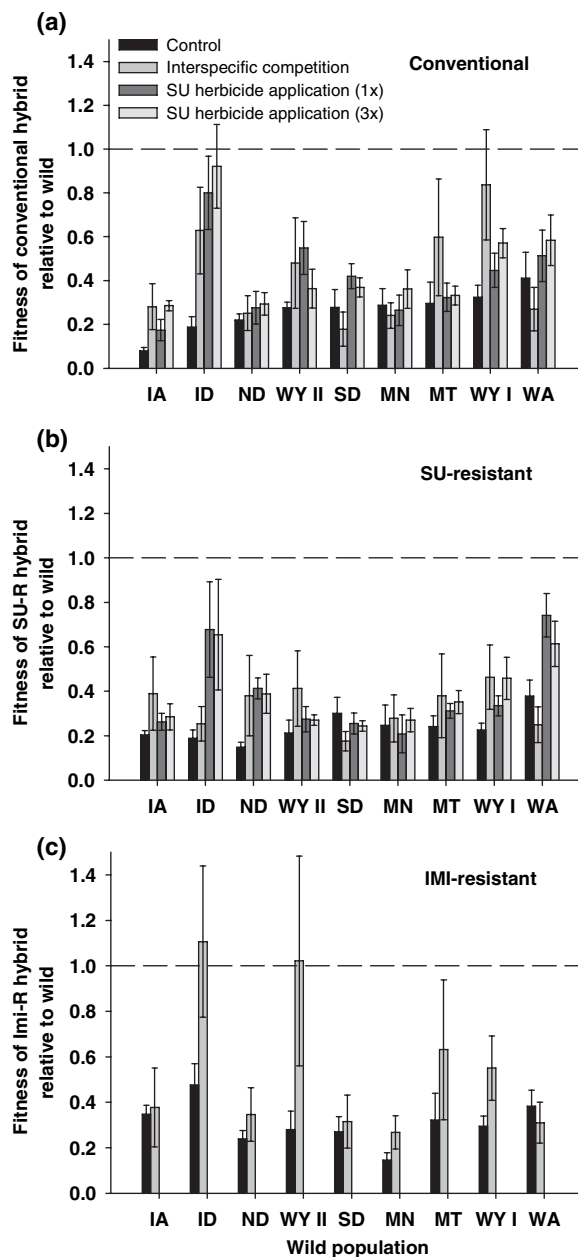 (a)
Control
Interspecific competition
SU herbicide application (1x)
SU herbicide application (3x)
Conventional
Fitness of conventional hybrid
relative to wild
1.4
1.2
1.0
0.8
0.6
0.4
0.2
0.0
IA ID ND WY II SD MN MT WY I WA
(b)
SU-resistant
Fitness of SU-R hybrid
relative to wild
1.4
1.2
1.0
0.8
0.6
0.4
0.2
0.0
IA ID ND WY II SD MN MT WY I WA
(c)
IMI-resistant
Fitness of Imi-R hybrid
relative to wild
1.4
1.2
1.0
0.8
0.6
0.4
0.2
0.0
IA ID ND WY II SD MN MT WY I WA
Wild population